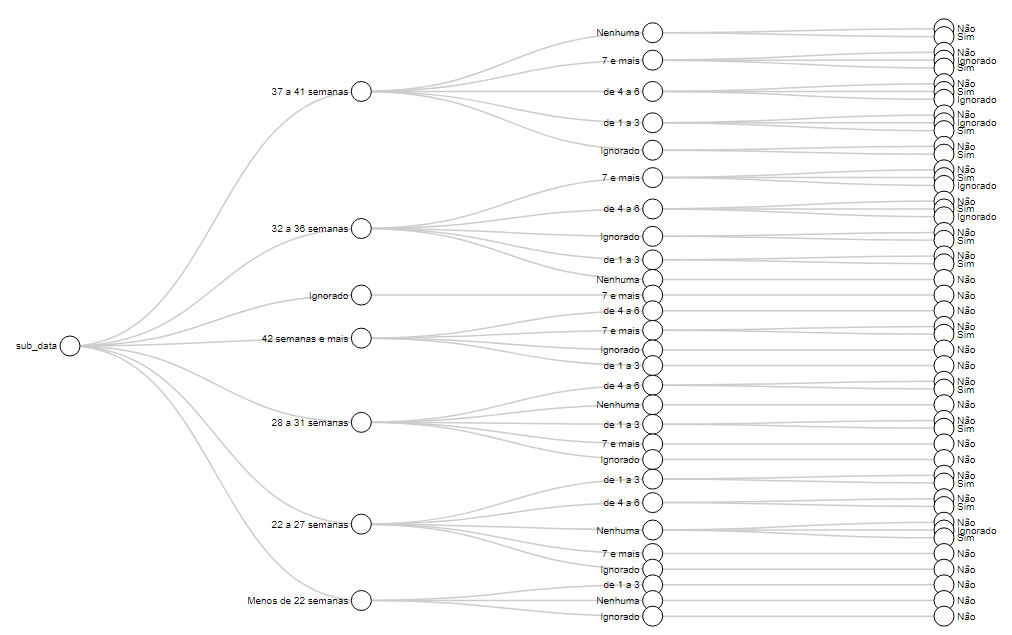 sub_data
37 a 41 semanas
Nenhuma
Não
Sim
7 e mais
Não
Ignorado
Sim
de 4 a 6
Não
Sim
Ignorado
de 1 a 3
Não
Ignorado
Sim
Ignorado
Não
Sim
32 a 36 semanas
7 e mais
Não
Sim
Ignorado
de 4 a 6
Não
Sim
Ignorado
Ignorado
Não
Sim
de 1 a 3
Não
Sim
Nenhuma
Não
Ignorado
7 e mais
Não
42 semanas e mais
de 4 a 6
Não
7 e mais
Não
Sim
Ignorado
Não
de 1 a 3
Não
28 a 31 semanas
de 4 a 6
Não
Sim
Nenhuma
Não
de 1 a 3
Não
Sim
7 e mais
Não
Ignorado
Não
22 a 27 semanas
de 1 a 3
Não
Sim
de 4 a 6
Não
Sim
Nenhuma
Não
Ignorado
Sim
7 e mais
Não
Ignorado
Não
Menos de 22 semanas
de 1 a 3
Não
Nenhuma
Não
Ignorado
Não